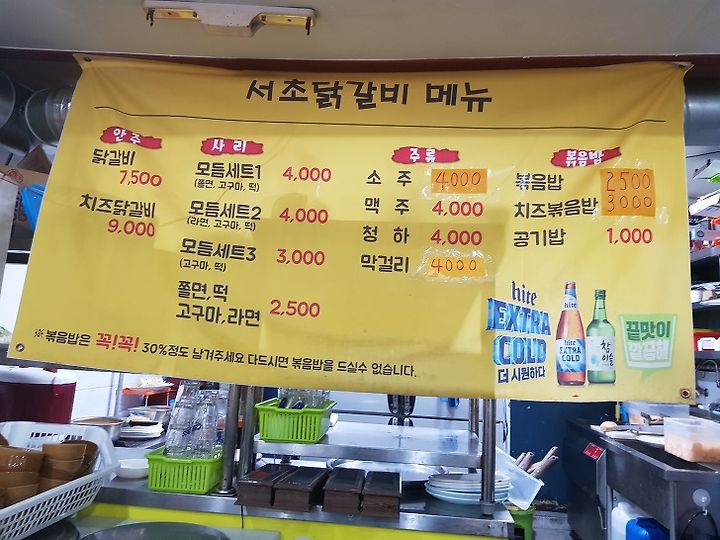 서초닭갈비 메뉴
안주
닭갈비
7,500
치즈닭갈비
9,000
사리
모듬세트1 4,000
(쫄면, 고구마, 떡)
모듬세트2 4,000
(라면, 고구마, 떡)
모듬세트3 3,000
(고구마, 떡)
쫄면,떡
고구마,라면 2,500
주류
소주 4000
맥주 4,000
청하 4,000
막걸리 4000
볶음밥
볶음밥 2500
치즈볶음밥 3000
공기밥 1,000
※볶음밥은 꼭!꼭! 30%정도 남겨주세요 다드시면 볶음밥을 드실수 없습니다.
hite
EXTRA
COLD
더 시원하다
hite
EXTRA
COLD
참이슬
끝맛이